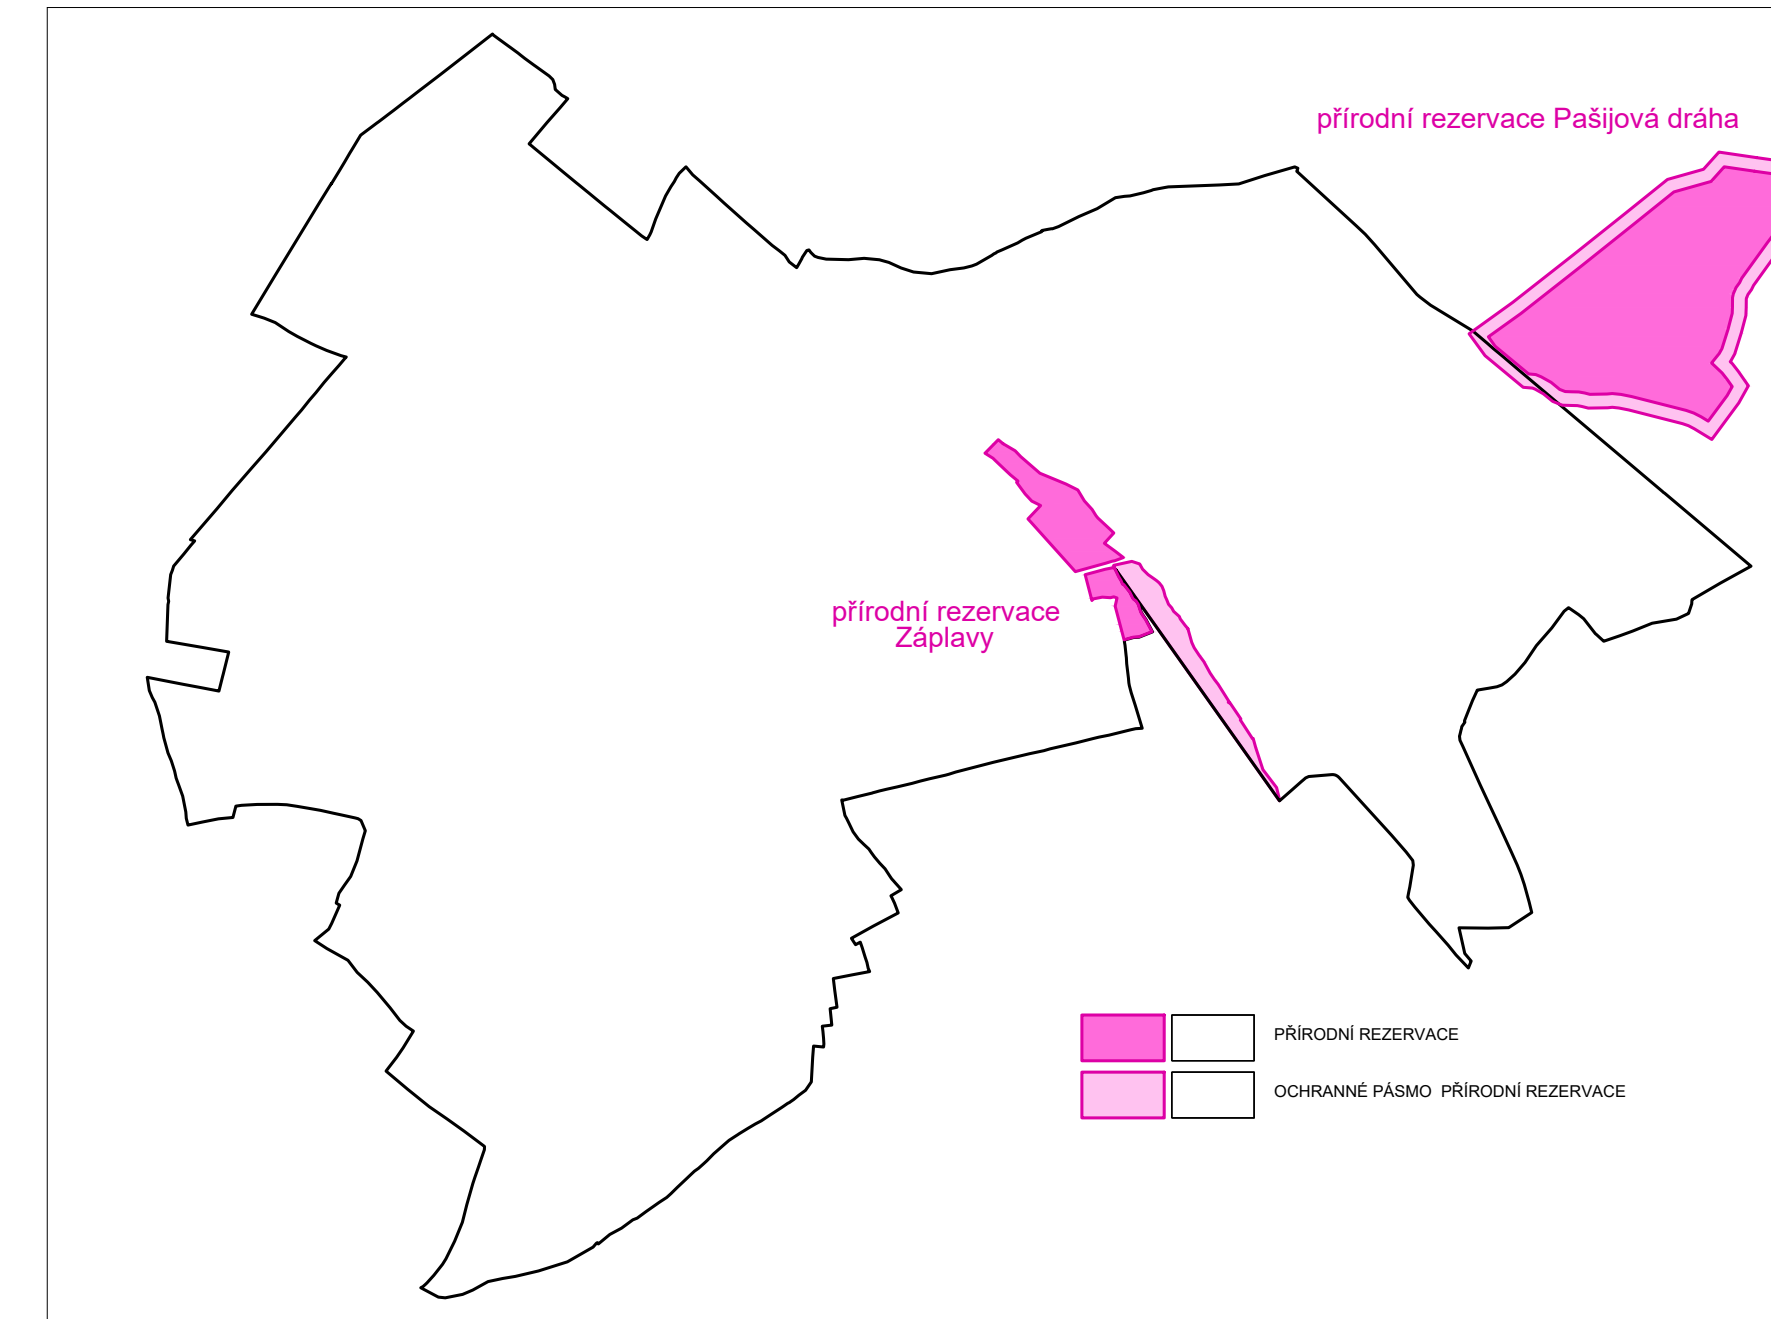 přírodní rezervace Pašijová dráha
přírodní rezervace
Záplavy
PŘÍRODNÍ REZERVACE
OCHRANNÉ PÁSMO PŘÍRODNÍ REZERVACE